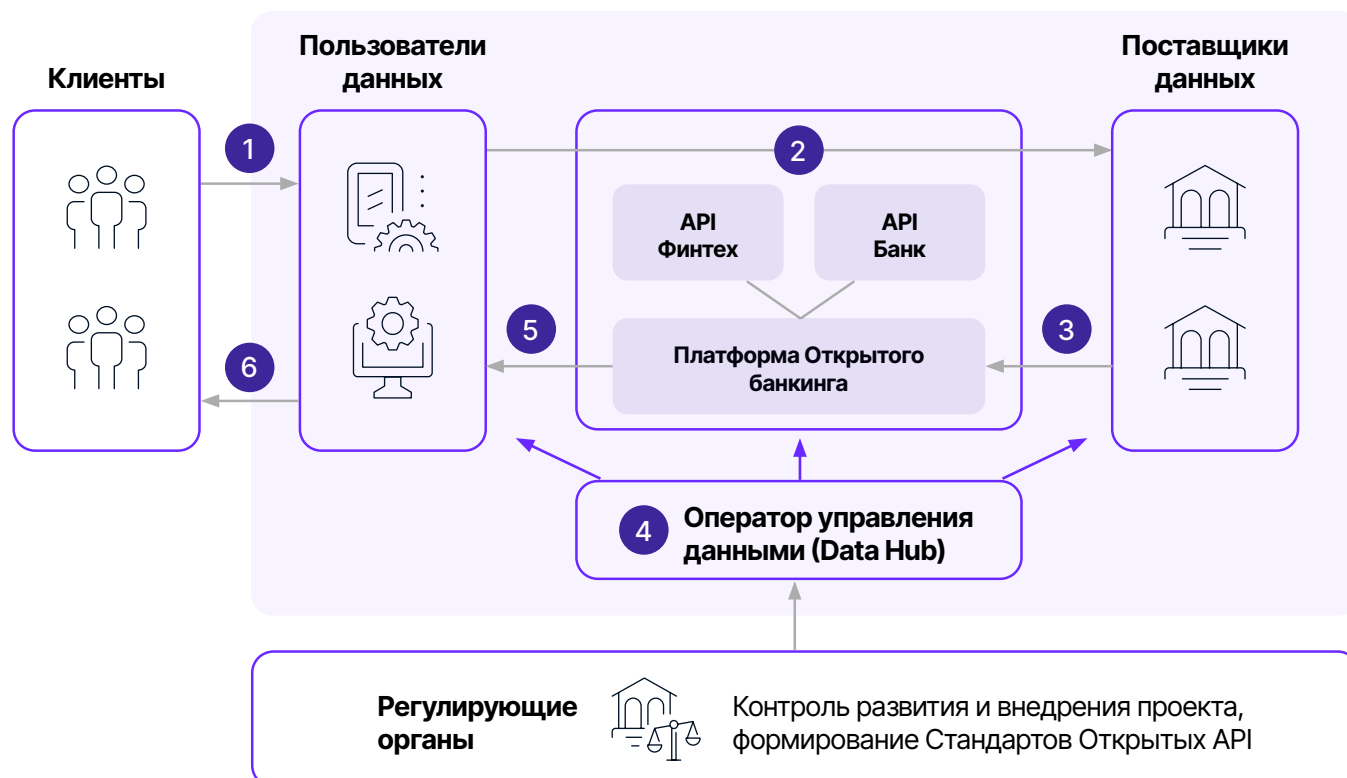 Клиенты
Пользователи
данных
Поставщики
данных
1
2
API
Финтех
API
Банк
5
3
Платформа Открытого
банкинга
6
4
Оператор управления
данными (Data Hub)
Регулирующие
органы
Контроль развития и внедрения проекта,
формирование Стандартов Открытых API